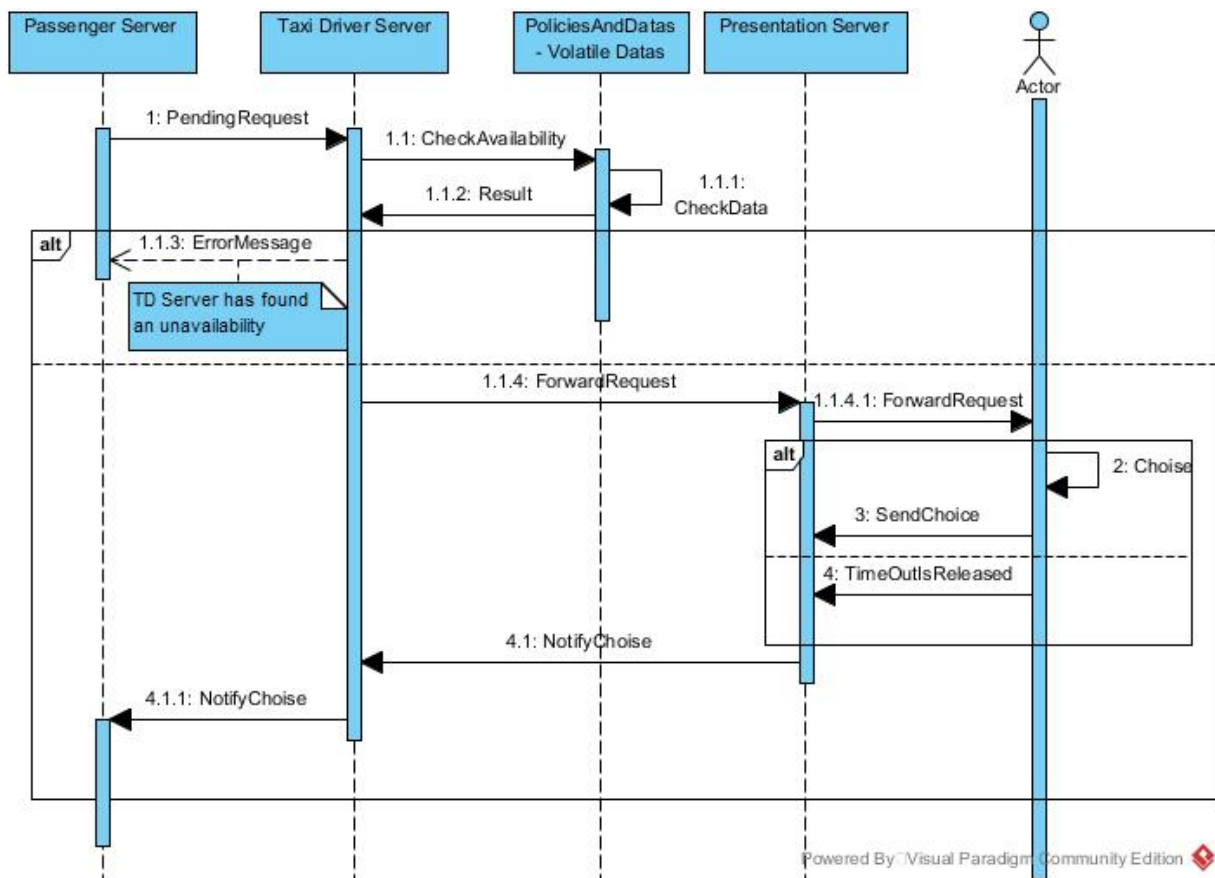 Passenger Server
Taxi Driver Server
PoliciesAndDatas
- Volatile Datas
Presentation Server
Actor
1: PendingRequest
1.1: CheckAvailability
1.1.1:
CheckData
1.1.2: Result
alt
1.1.3: ErrorMessage
TD Server has found
an unavailability
1.1.4: ForwardRequest
1.1.4.1: ForwardRequest
alt
2: Choise
3: SendChoice
4: TimeOutIsReleased
4.1: NotifyChoise
4.1.1: NotifyChoise
Powered By Visual Paradigm Community Edition